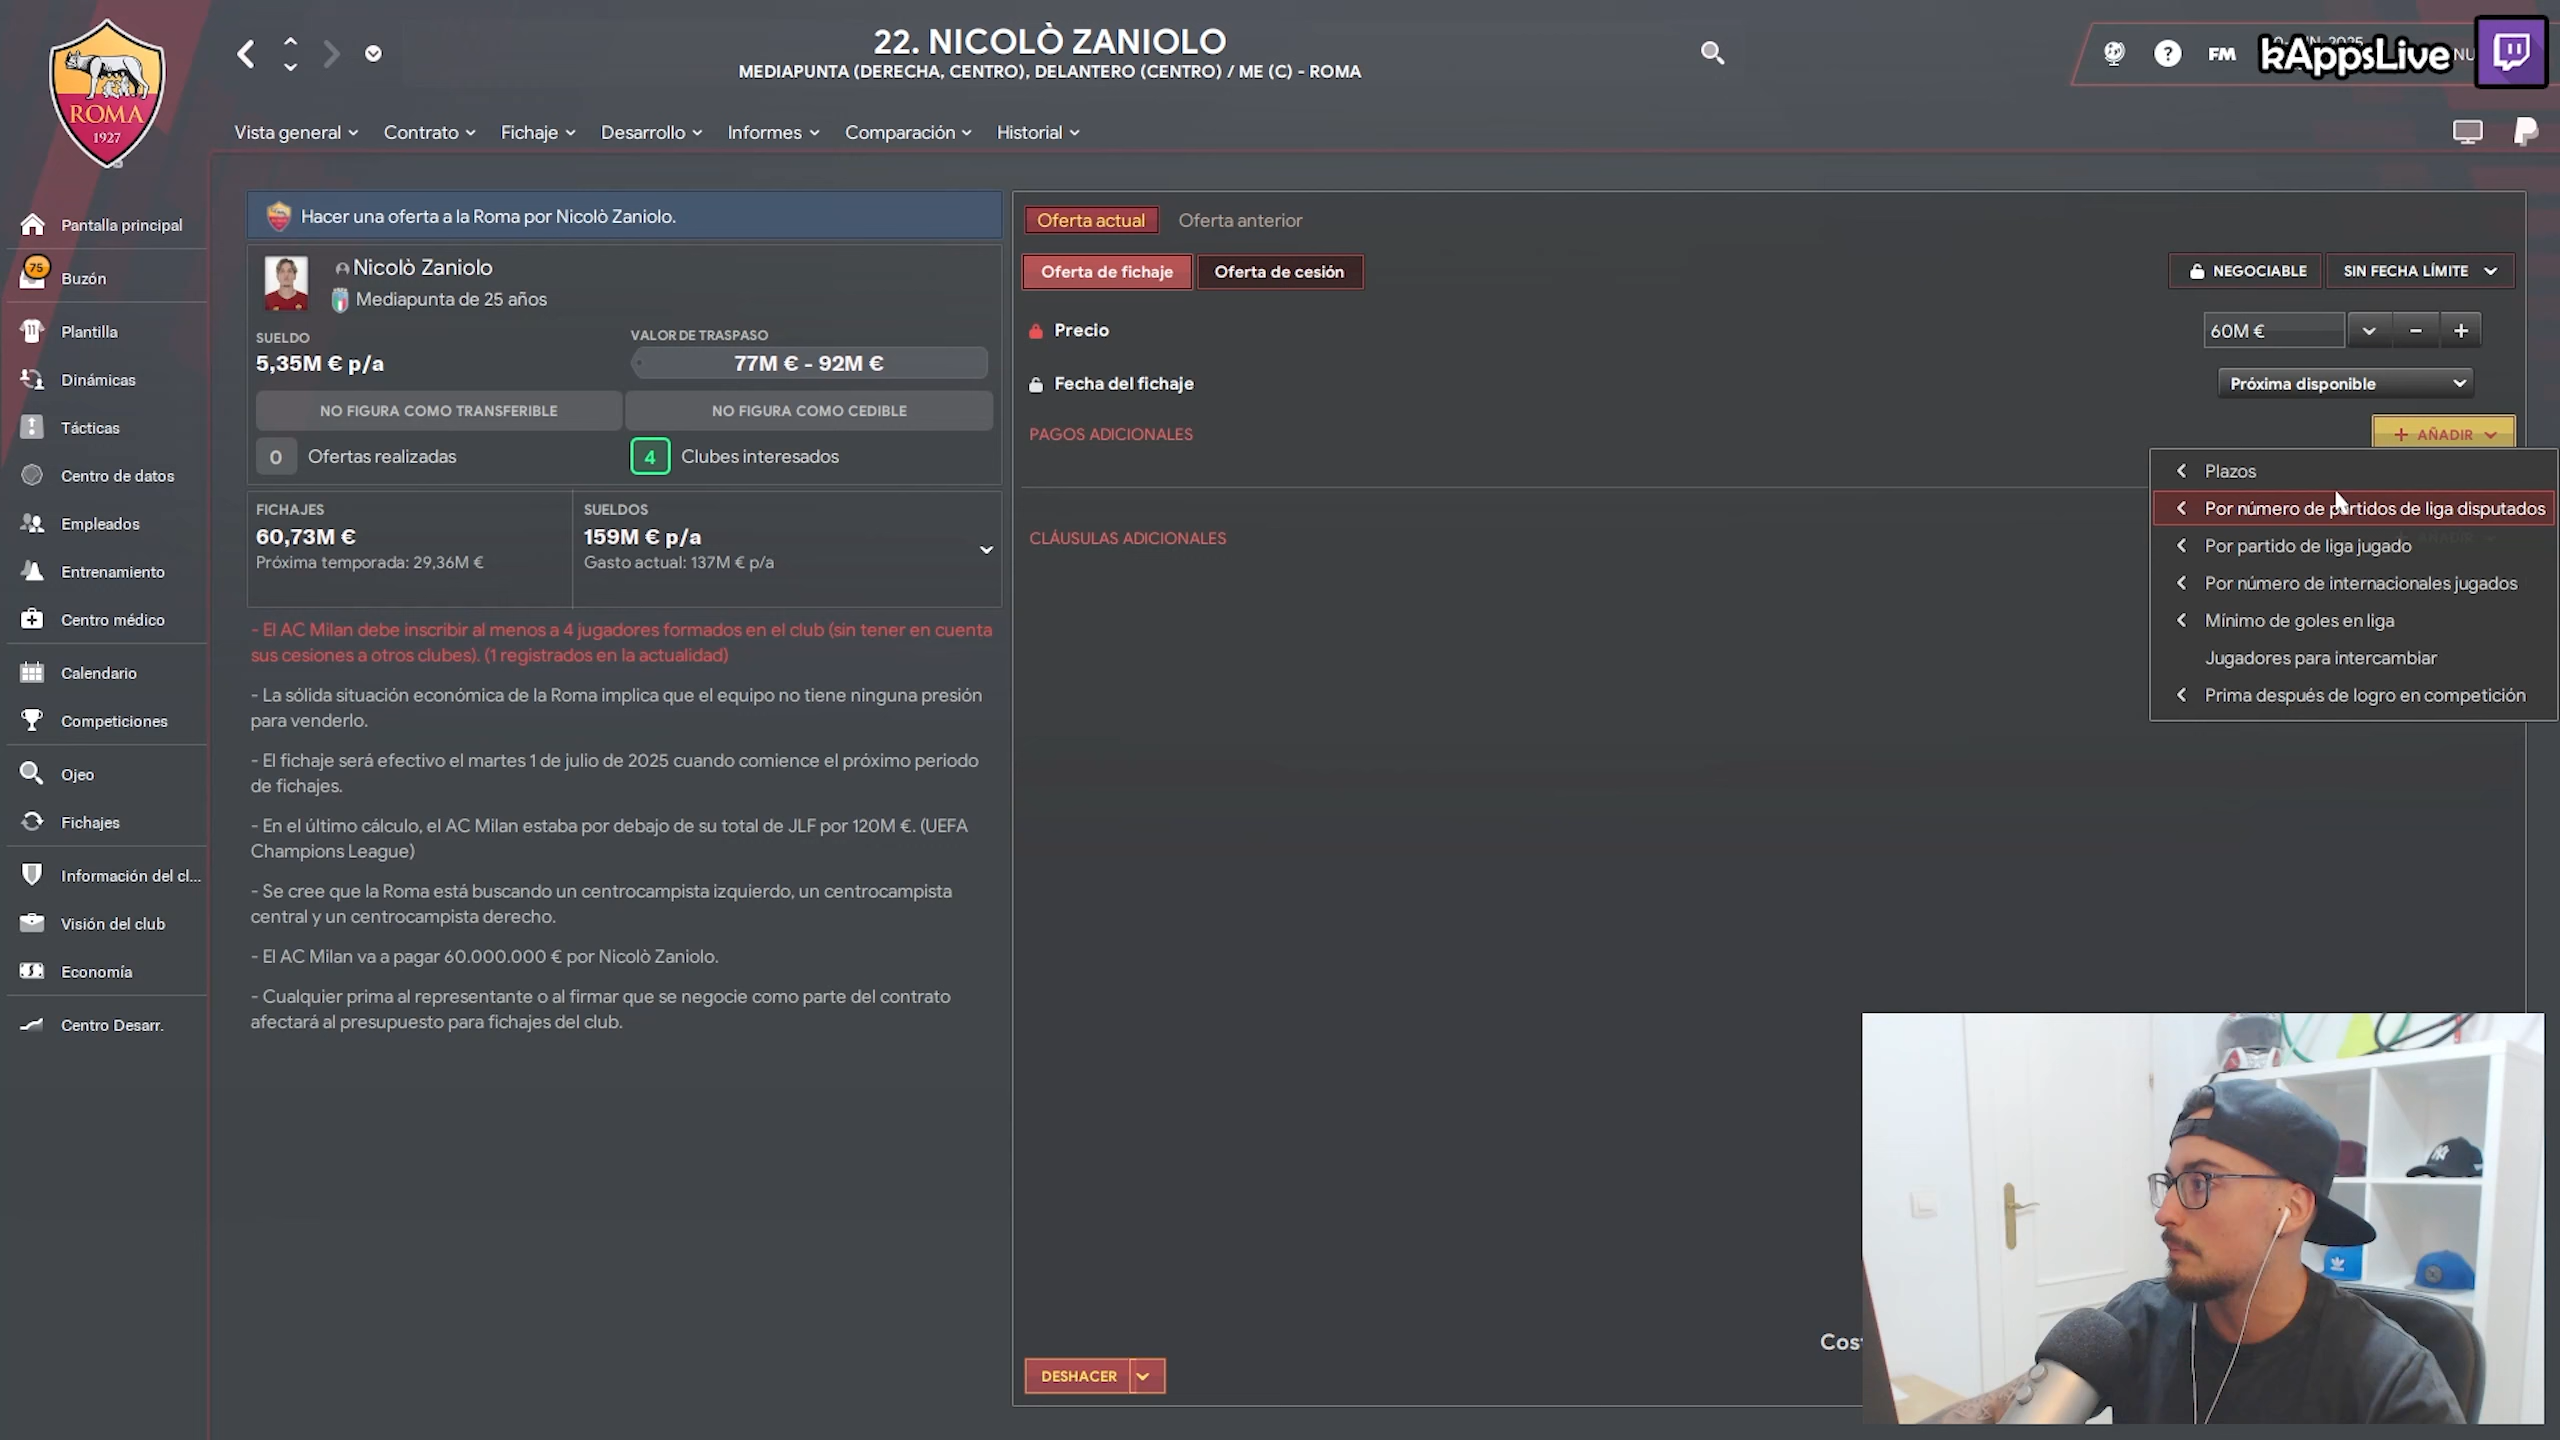 22. NICOLÒ ZANIOLO
MEDIAPUNTA (DERECHA, CENTRO), DELANTERO (CENTRO) / ME (C) - ROMA
FM
kAppsLive
ROMA
1927
Vista general
Contrato
Fichaje
Desarrollo
Informes
Comparación
Historial
Pantalla principal
75
Buzón
11
Plantilla
Dinámicas
Tácticas
Centro de datos
Empleados
Entrenamiento
Centro médico
Calendario
Competiciones
Ojeo
Fichajes
Información del cl...
Visión del club
Economía
Centro Desarr.
Hacer una oferta a la Roma por Nicolò Zaniolo.
Nicolò Zaniolo
Mediapunta de 25 años
SUELDO
5,35M € p/a
VALOR DE TRASPASO
77M € - 92M €
NO FIGURA COMO TRANSFERIBLE
NO FIGURA COMO CEDIBLE
0 Ofertas realizadas
4 Clubes interesados
FICHAJES
60,73M €
Próxima temporada: 29,36M €
SUELDOS
159M € p/a
Gasto actual: 137M € p/a
- El AC Milan debe inscribir al menos a 4 jugadores formados en el club (sin tener en cuenta
sus cesiones a otros clubes). (1 registrados en la actualidad)
- La sólida situación económica de la Roma implica que el equipo no tiene ninguna presión
para venderlo.
- El fichaje será efectivo el martes 1 de julio de 2025 cuando comience el próximo periodo
de fichajes.
- En el último cálculo, el AC Milan estaba por debajo de su total de JLF por 120M €. (UEFA
Champions League)
- Se cree que la Roma está buscando un centrocampista izquierdo, un centrocampista
central y un centrocampista derecho.
- El AC Milan va a pagar 60.000.000 € por Nicolò Zaniolo.
- Cualquier prima al representante o al firmar que se negocie como parte del contrato
afectará al presupuesto para fichajes del club.
Oferta actual
Oferta anterior
Oferta de fichaje
Oferta de cesión
NEGOCIABLE
SIN FECHA LÍMITE
Precio
60M €
Fecha del fichaje
Próxima disponible
PAGOS ADICIONALES
+ AÑADIR
Plazos
Por número de partidos de liga disputados
Por partido de liga jugado
Por número de internacionales jugados
Mínimo de goles en liga
Jugadores para intercambiar
Prima después de logro en competición
CLÁUSULAS ADICIONALES
AÑADIR
DESHACER